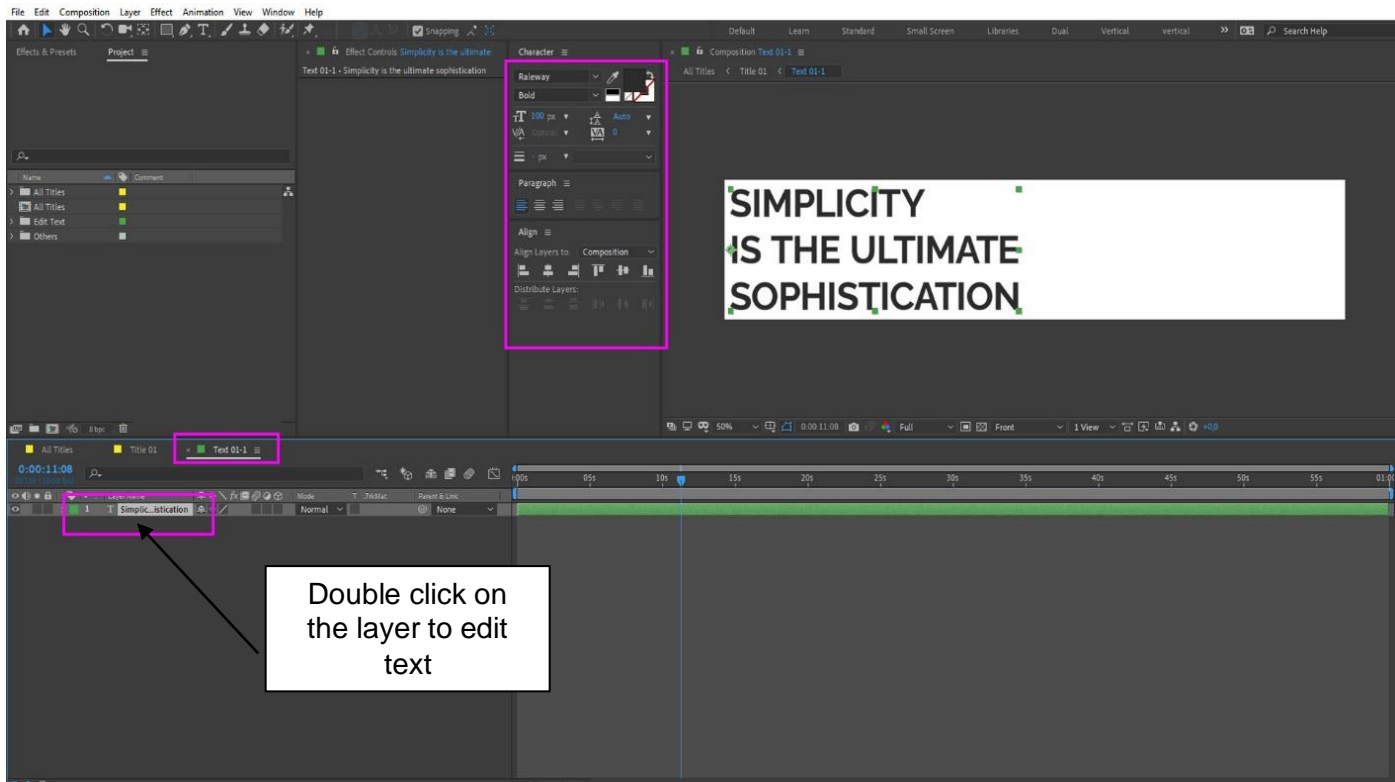 File Edit Composition Layer Effect Animation View Window Help
Snapping
Default Learn Standard Small Screen Libraries Dual Vertical vertical » Search Help
Effects & Presets Project
Effect Controls Simplicity is the ultimate
Text 01-1 • Simplicity is the ultimate sophistication
Character
Raleway
Bold
100 px Auto
Optical 0
- px
Paragraph
Align
Align Layers to: Composition
Distribute Layers:
Composition Text 01-1
All Titles < Title 01 < Text 01-1
SIMPLICITY
IS THE ULTIMATE
SOPHISTICATION
Name Comment
All Titles
All Titles
Edit Text
Others
8 bpc
50% 0:00:11:08 Full Front 1 View +0,0
All Titles Title 01 Text 01-1
0:00:11:08
Layer Name Mode T .TrkMat Parent & Link
1 T Simplic...istication Normal None
05s 10s 15s 20s 25s 30s 35s 40s 45s 50s 55s
Double click on
the layer to edit
text